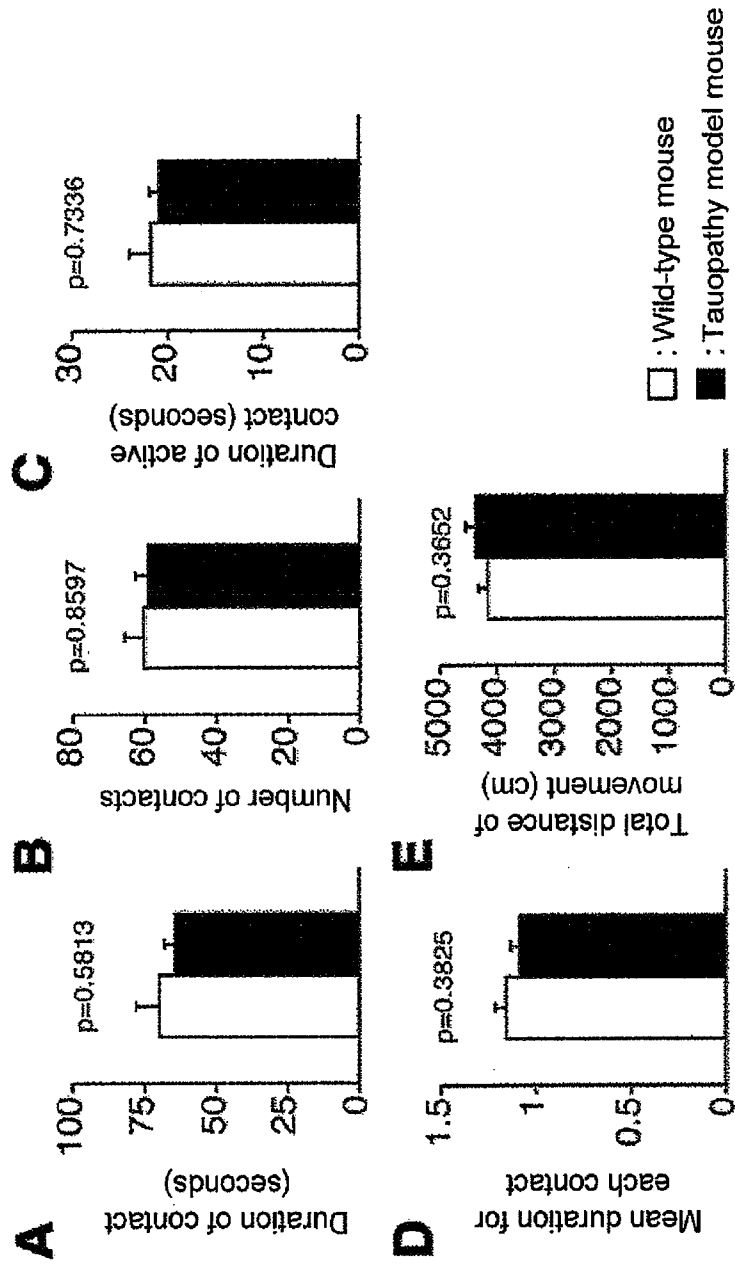 A
Duration of contact
(seconds)
100
75
50
25
0
p=0.5813
B
Number of contacts
80
60
40
20
0
p=0.8597
C
Duration of active
contact (seconds)
30
20
10
0
p=0.7336
D
Mean duration for
each contact
1.5
1
0.5
0
p=0.3825
E
Total distance of
movement (cm)
5000
4000
3000
2000
1000
0
p=0.3652
: Wild-type mouse
: Tauopathy model mouse